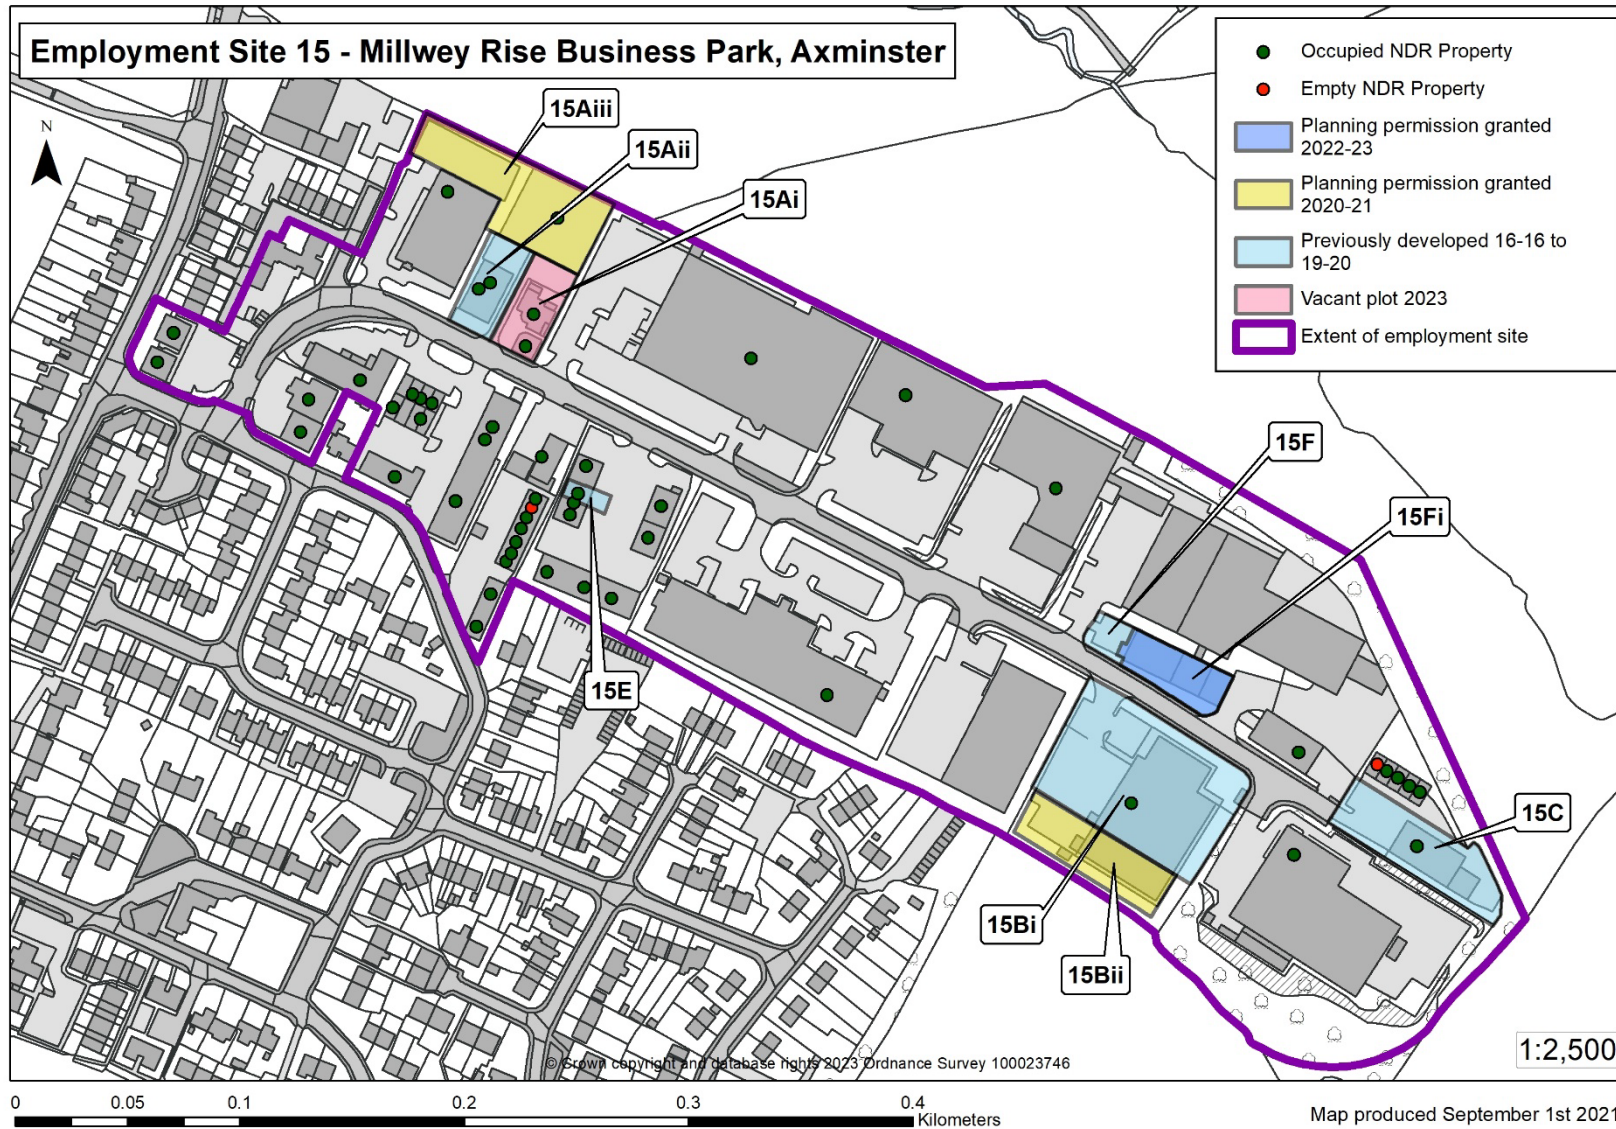 Employment Site 15 - Millwey Rise Business Park, Axminster
Occupied NDR Property
Empty NDR Property
Planning permission granted
2022-23
Planning permission granted
2020-21
Previously developed 16-16 to
19-20
Vacant plot 2023
Extent of employment site
N
15Aiii
15Aii
15Ai
15F
15Fi
15E
15C
15Bi
15Bii
© Crown copyright and database rights 2023 Ordnance Survey 100023746
1:2,500
0 0.05 0.1 0.2 0.3 0.4
Kilometers
Map produced September 1st 2021